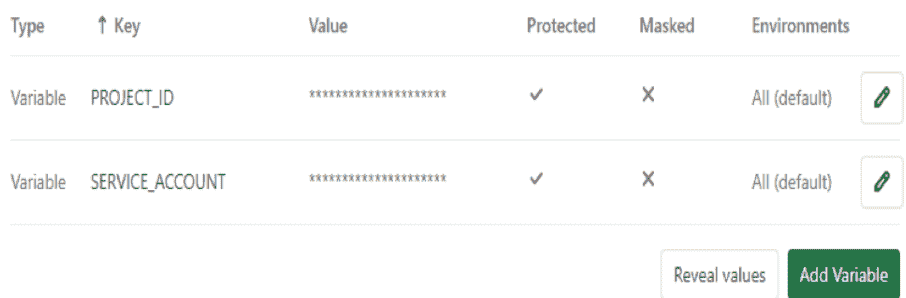 Type ↑ Key Value Protected Masked Environments
Variable PROJECT_ID ********************* ✓ X All (default)
Variable SERVICE_ACCOUNT ********************* ✓ X All (default)
Reveal values Add Variable